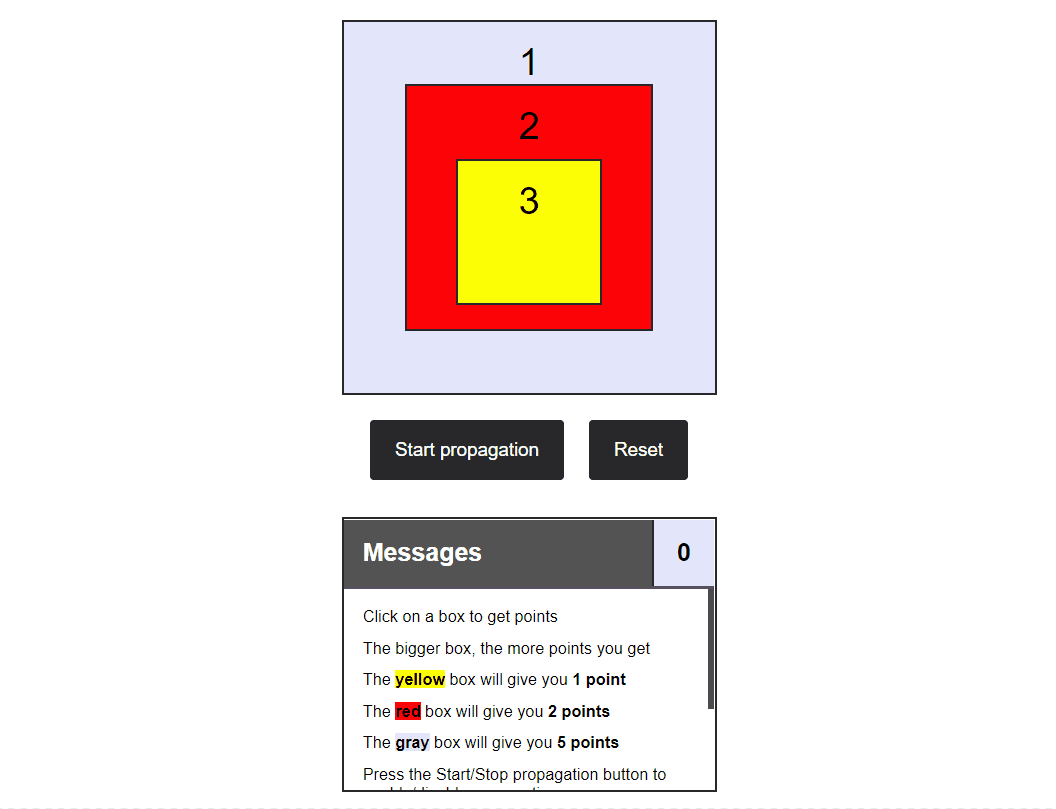 1
2
3
Start propagation Reset
Messages 0
Click on a box to get points
The bigger box, the more points you get
The yellow box will give you 1 point
The red box will give you 2 points
The gray box will give you 5 points
Press the Start/Stop propagation button to